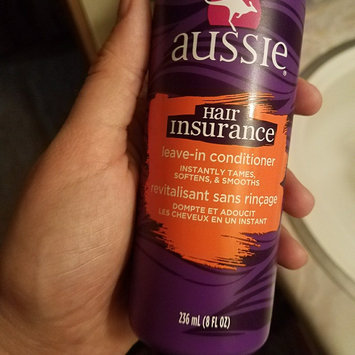 aussie®
Hair
insurance
leave-in conditioner
INSTANTLY TAMES,
SOFTENS, & SMOOTHS
revitalisant sans rinçage
DOMPTE ET ADOUCIT
LES CHEVEUX EN UN INSTANT
236 mL (8 FL OZ)